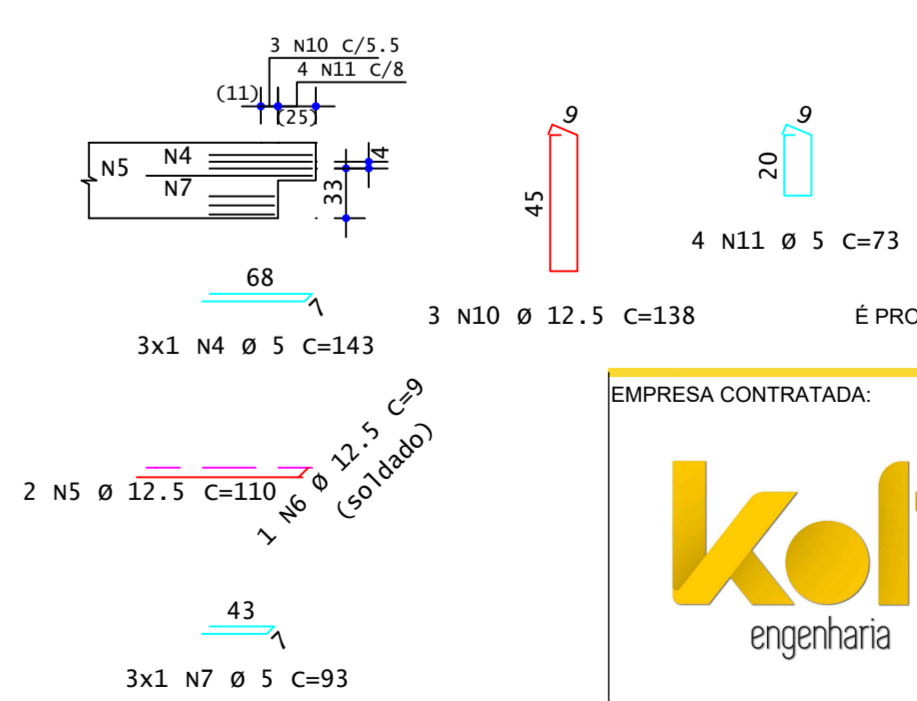 3 N10 C/5.5
4 N11 C/8
(11)
(25)
N5
N4
N7
4
33
9
45
3 N10 Ø 12.5 C=138
9
20
4 N11 Ø 5 C=73
68
7
3x1 N4 Ø 5 C=143
É PRO
2 N5 Ø 12.5 C=110
1 N6 Ø 12.5 C=9
(soldado)
43
7
3x1 N7 Ø 5 C=93
EMPRESA CONTRATADA:
kol
engenharia